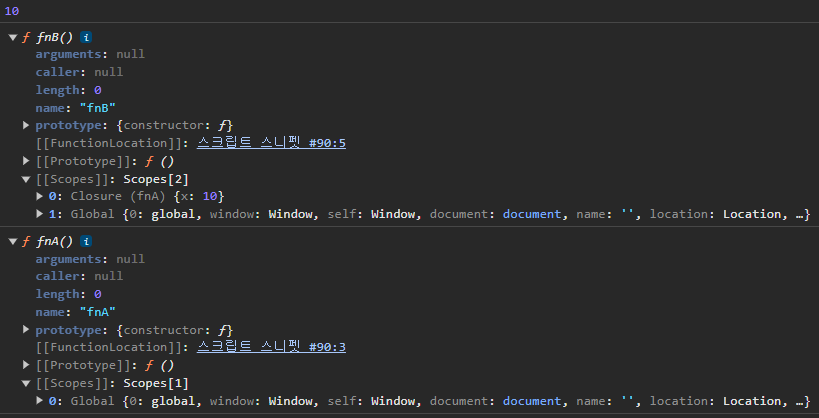 10
▼ ƒ fnB() i
arguments: null
caller: null
length: 0
name: "fnB"
▶ prototype: {constructor: ƒ}
[[FunctionLocation]]: 스크립트 스니펫 #90:5
▶ [[Prototype]]: ƒ ()
▼ [[Scopes]]: Scopes[2]
▶ 0: Closure (fnA) {x: 10}
▶ 1: Global {0: global, window: Window, self: Window, document: document, name: '', location: Location, …}
▼ ƒ fnA() i
arguments: null
caller: null
length: 0
name: "fnA"
▶ prototype: {constructor: ƒ}
[[FunctionLocation]]: 스크립트 스니펫 #90:3
▶ [[Prototype]]: ƒ ()
▼ [[Scopes]]: Scopes[1]
▶ 0: Global {0: global, window: Window, self: Window, document: document, name: '', location: Location, …}